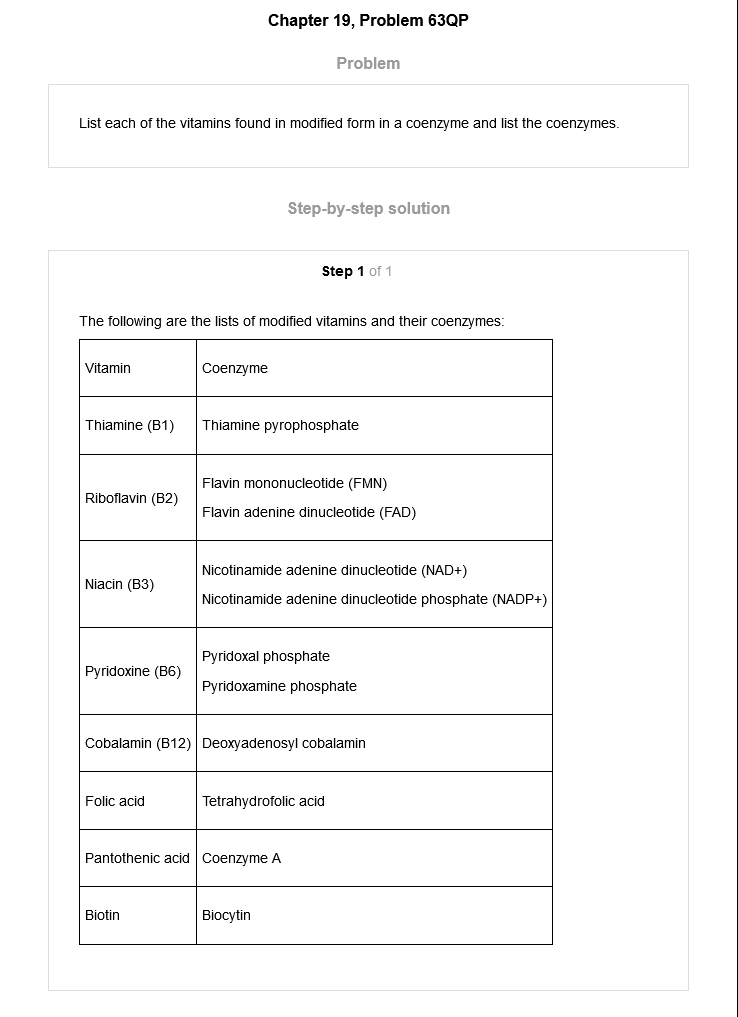 Chapter 19, Problem 63QP
Problem
List each of the vitamins found in modified form in a coenzyme and list the coenzymes.
Step-by-step solution
Step 1 of 1
The following are the lists of modified vitamins and their coenzymes:
Vitamin Coenzyme
Thiamine (B1) Thiamine pyrophosphate
Riboflavin (B2)
Flavin mononucleotide (FMN)
Flavin adenine dinucleotide (FAD)
Niacin (B3)
Nicotinamide adenine dinucleotide (NAD+)
Nicotinamide adenine dinucleotide phosphate (NADP+)
Pyridoxine (B6)
Pyridoxal phosphate
Pyridoxamine phosphate
Cobalamin (B12) Deoxyadenosyl cobalamin
Folic acid Tetrahydrofolic acid
Pantothenic acid Coenzyme A
Biotin Biocytin